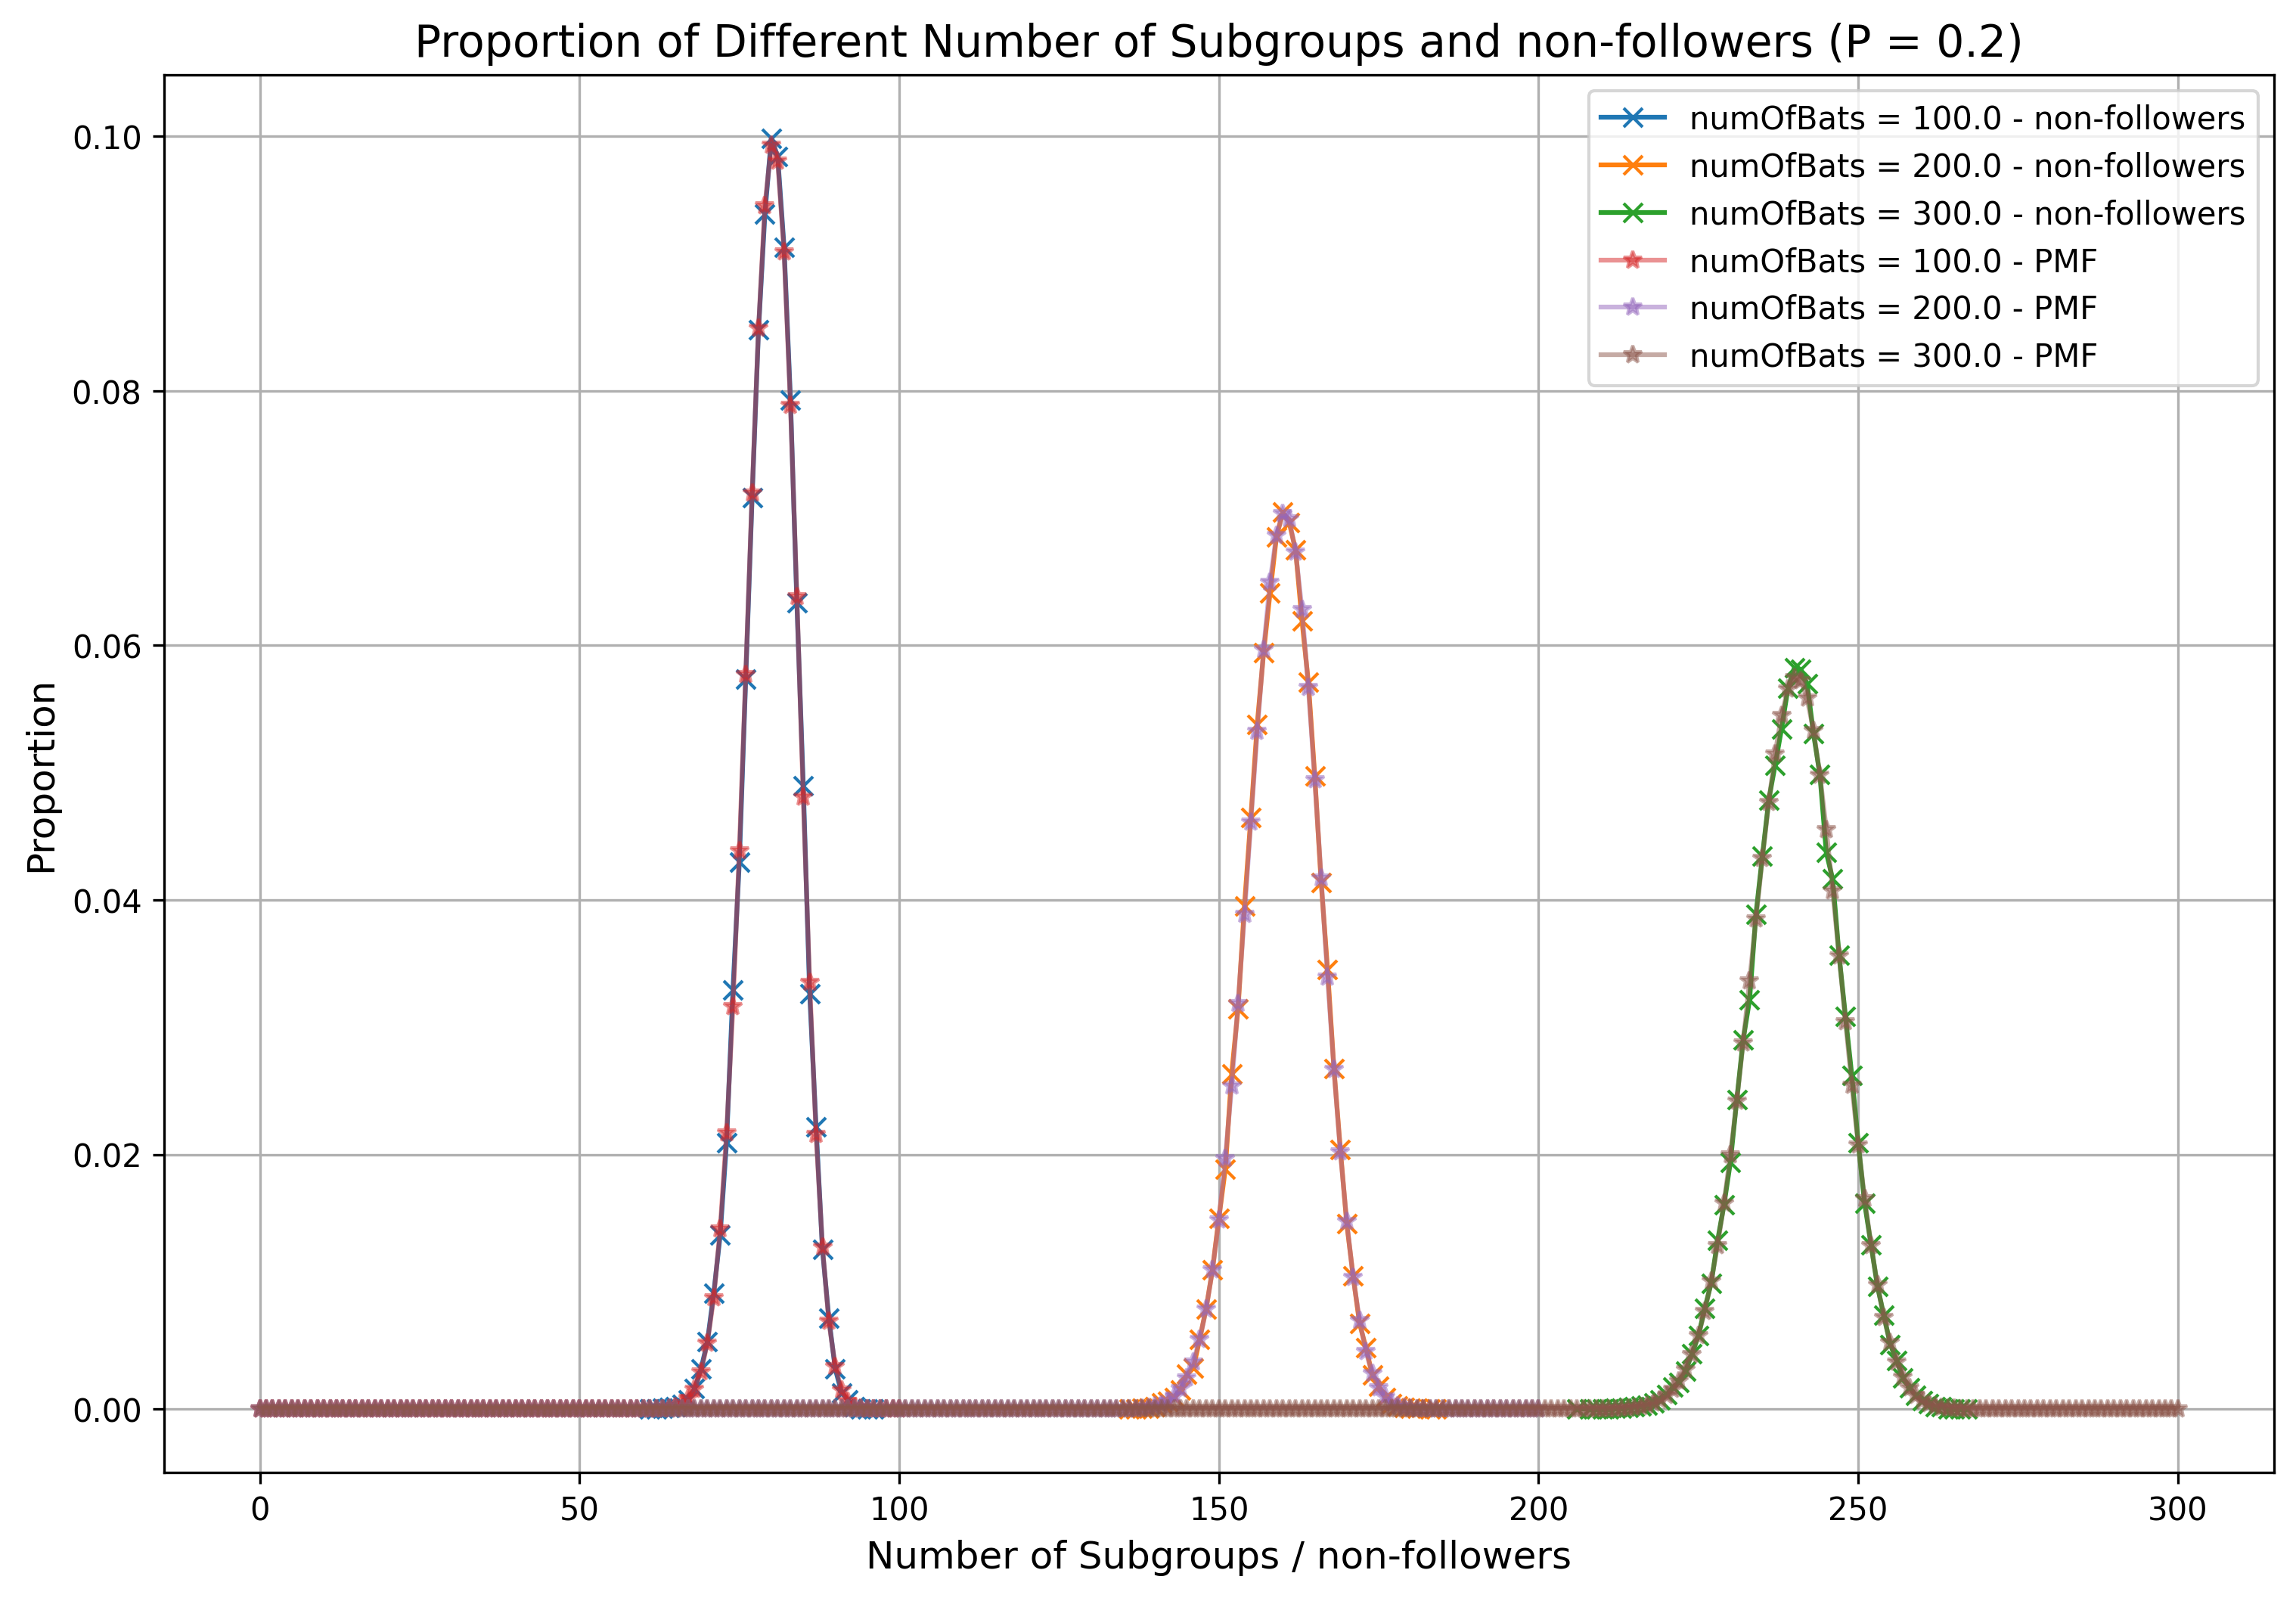 Proportion of Different Number of Subgroups and non-followers (P = 0.2)
numOfBats = 100.0 - non-followers
numOfBats = 200.0 - non-followers
numOfBats = 300.0 - non-followers
numOfBats = 100.0 - PMF
numOfBats = 200.0 - PMF
numOfBats = 300.0 - PMF
Proportion
0.10
0.08
0.06
0.04
0.02
0.00
0 50 100 150 200 250 300
Number of Subgroups / non-followers